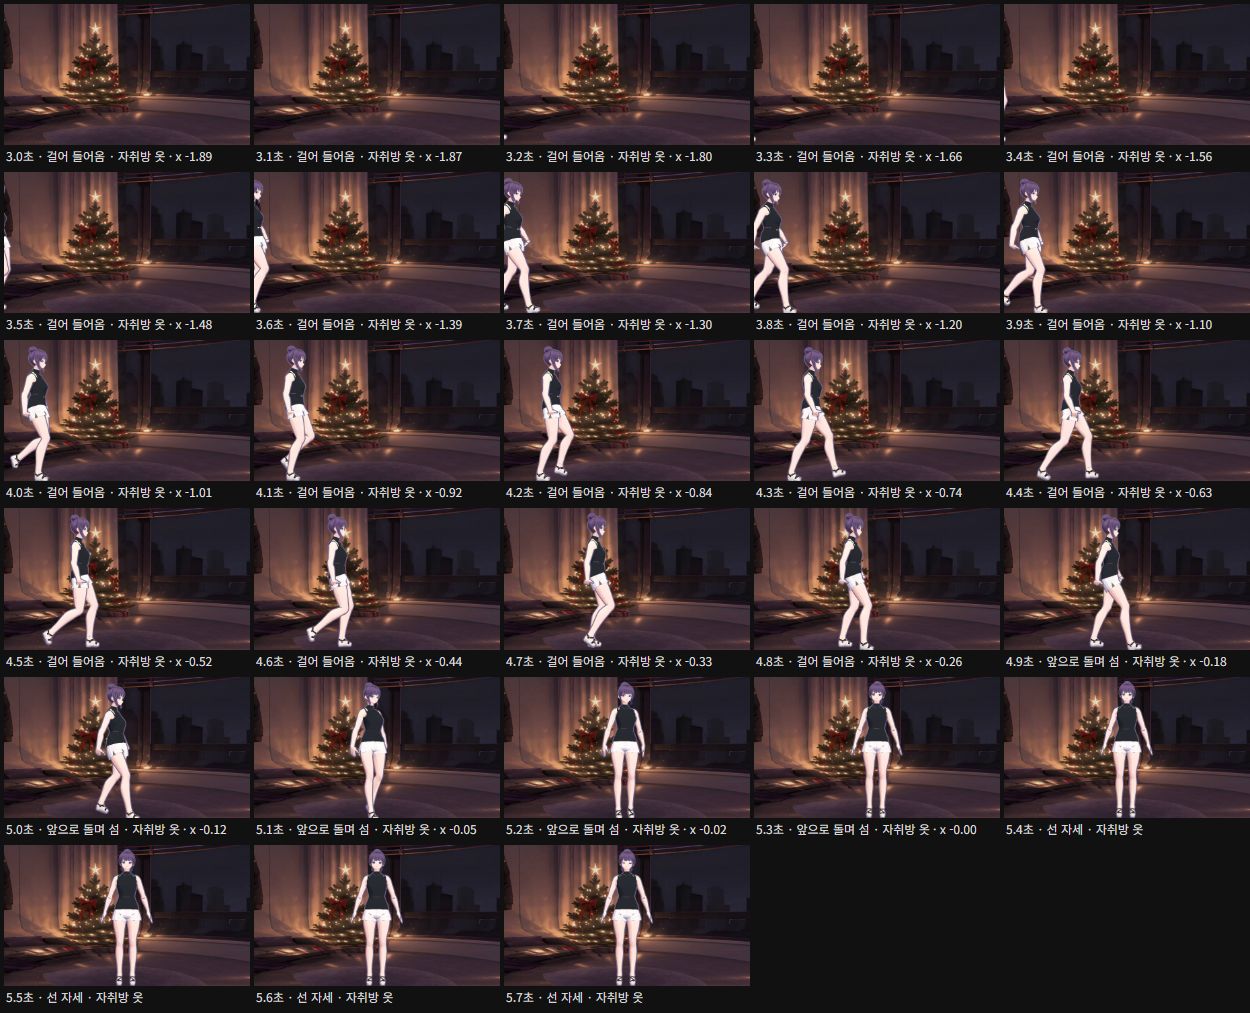 3.0초 · 걸어 들어옴 · 자취방 옷 · x -1.89
3.1초 · 걸어 들어옴 · 자취방 옷 · x -1.87
3.2초 · 걸어 들어옴 · 자취방 옷 · x -1.80
3.3초 · 걸어 들어옴 · 자취방 옷 · x -1.66
3.4초 · 걸어 들어옴 · 자취방 옷 · x -1.56
3.5초 · 걸어 들어옴 · 자취방 옷 · x -1.48
3.6초 · 걸어 들어옴 · 자취방 옷 · x -1.39
3.7초 · 걸어 들어옴 · 자취방 옷 · x -1.30
3.8초 · 걸어 들어옴 · 자취방 옷 · x -1.20
3.9초 · 걸어 들어옴 · 자취방 옷 · x -1.10
4.0초 · 걸어 들어옴 · 자취방 옷 · x -1.01
4.1초 · 걸어 들어옴 · 자취방 옷 · x -0.92
4.2초 · 걸어 들어옴 · 자취방 옷 · x -0.84
4.3초 · 걸어 들어옴 · 자취방 옷 · x -0.74
4.4초 · 걸어 들어옴 · 자취방 옷 · x -0.63
4.5초 · 걸어 들어옴 · 자취방 옷 · x -0.52
4.6초 · 걸어 들어옴 · 자취방 옷 · x -0.44
4.7초 · 걸어 들어옴 · 자취방 옷 · x -0.33
4.8초 · 걸어 들어옴 · 자취방 옷 · x -0.26
4.9초 · 앞으로 돌며 섬 · 자취방 옷 · x -0.18
5.0초 · 앞으로 돌며 섬 · 자취방 옷 · x -0.12
5.1초 · 앞으로 돌며 섬 · 자취방 옷 · x -0.05
5.2초 · 앞으로 돌며 섬 · 자취방 옷 · x -0.02
5.3초 · 앞으로 돌며 섬 · 자취방 옷 · x -0.00
5.4초 · 선 자세 · 자취방 옷
5.5초 · 선 자세 · 자취방 옷
5.6초 · 선 자세 · 자취방 옷
5.7초 · 선 자세 · 자취방 옷